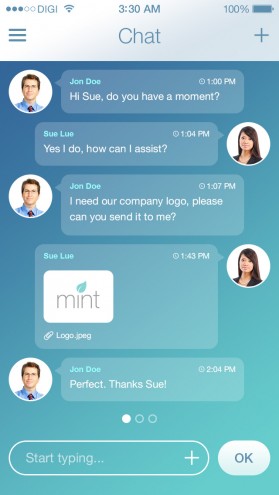 DIGI 3:30 AM 100%
Chat
Jon Doe 1:00 PM
Hi Sue, do you have a moment?
Sue Lue 1:04 PM
Yes I do, how can I assist?
Jon Doe 1:07 PM
I need our company logo, please
can you send it to me?
Sue Lue 1:43 PM
mint
Logo.jpeg
Jon Doe 2:04 PM
Perfect. Thanks Sue!
Start typing...
OK